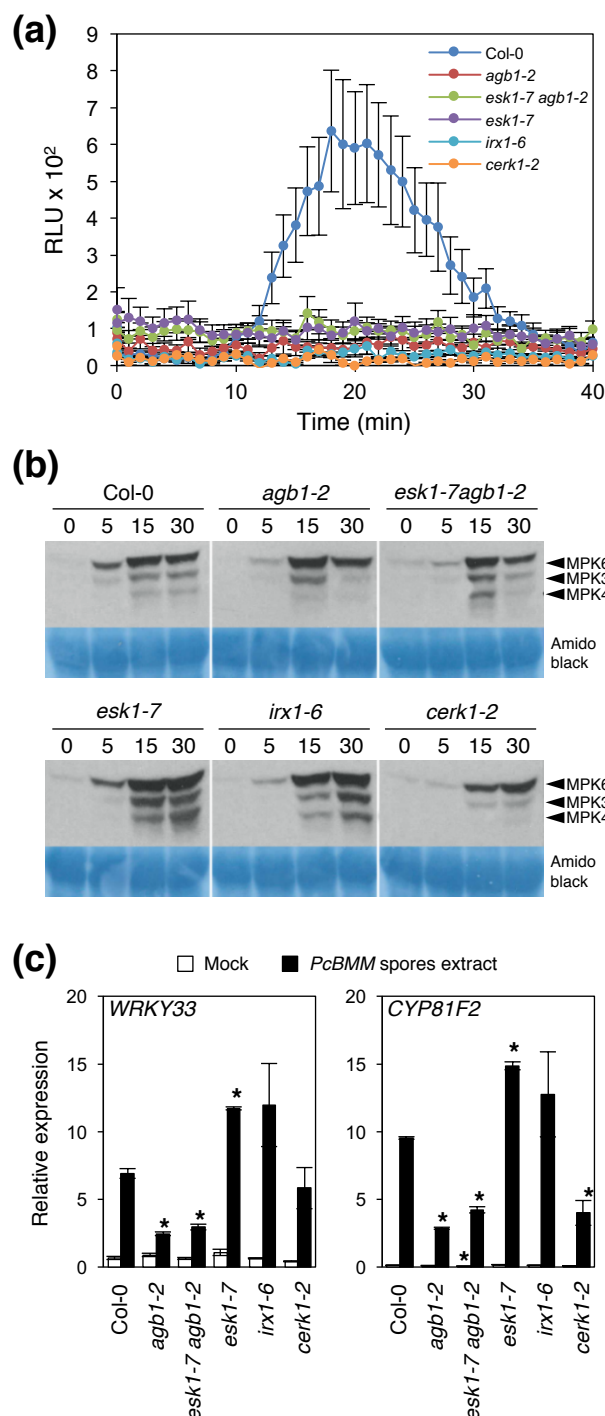 (a)
9
8
7
6
5
4
3
2
1
0
RLU x 10²
0 10 20 30 40
Time (min)
Col-0
agb1-2
esk1-7 agb1-2
esk1-7
irx1-6
cerk1-2
(b)
Col-0 agb1-2 esk1-7agb1-2
0 5 15 30 0 5 15 30 0 5 15 30
MPK6
MPK3
MPK4
Amido
black
esk1-7 irx1-6 cerk1-2
0 5 15 30 0 5 15 30 0 5 15 30
MPK6
MPK3
MPK4
Amido
black
(c)
Mock PcBMM spores extract
Relative expression
20
15
10
5
0
WRKY33
* * *
Col-0
agb1-2
esk1-7 agb1-2
esk1-7
irx1-6
cerk1-2
20
15
10
5
0
CYP81F2
* * * * *
Col-0
agb1-2
esk1-7 agb1-2
esk1-7
irx1-6
cerk1-2